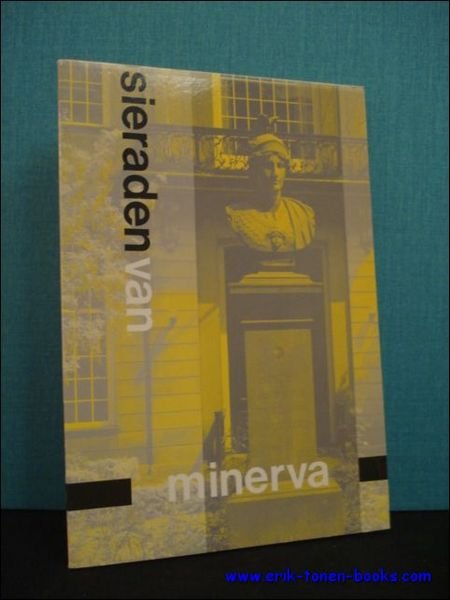 sieraden van
minerva
www.erik-tonen-books.com